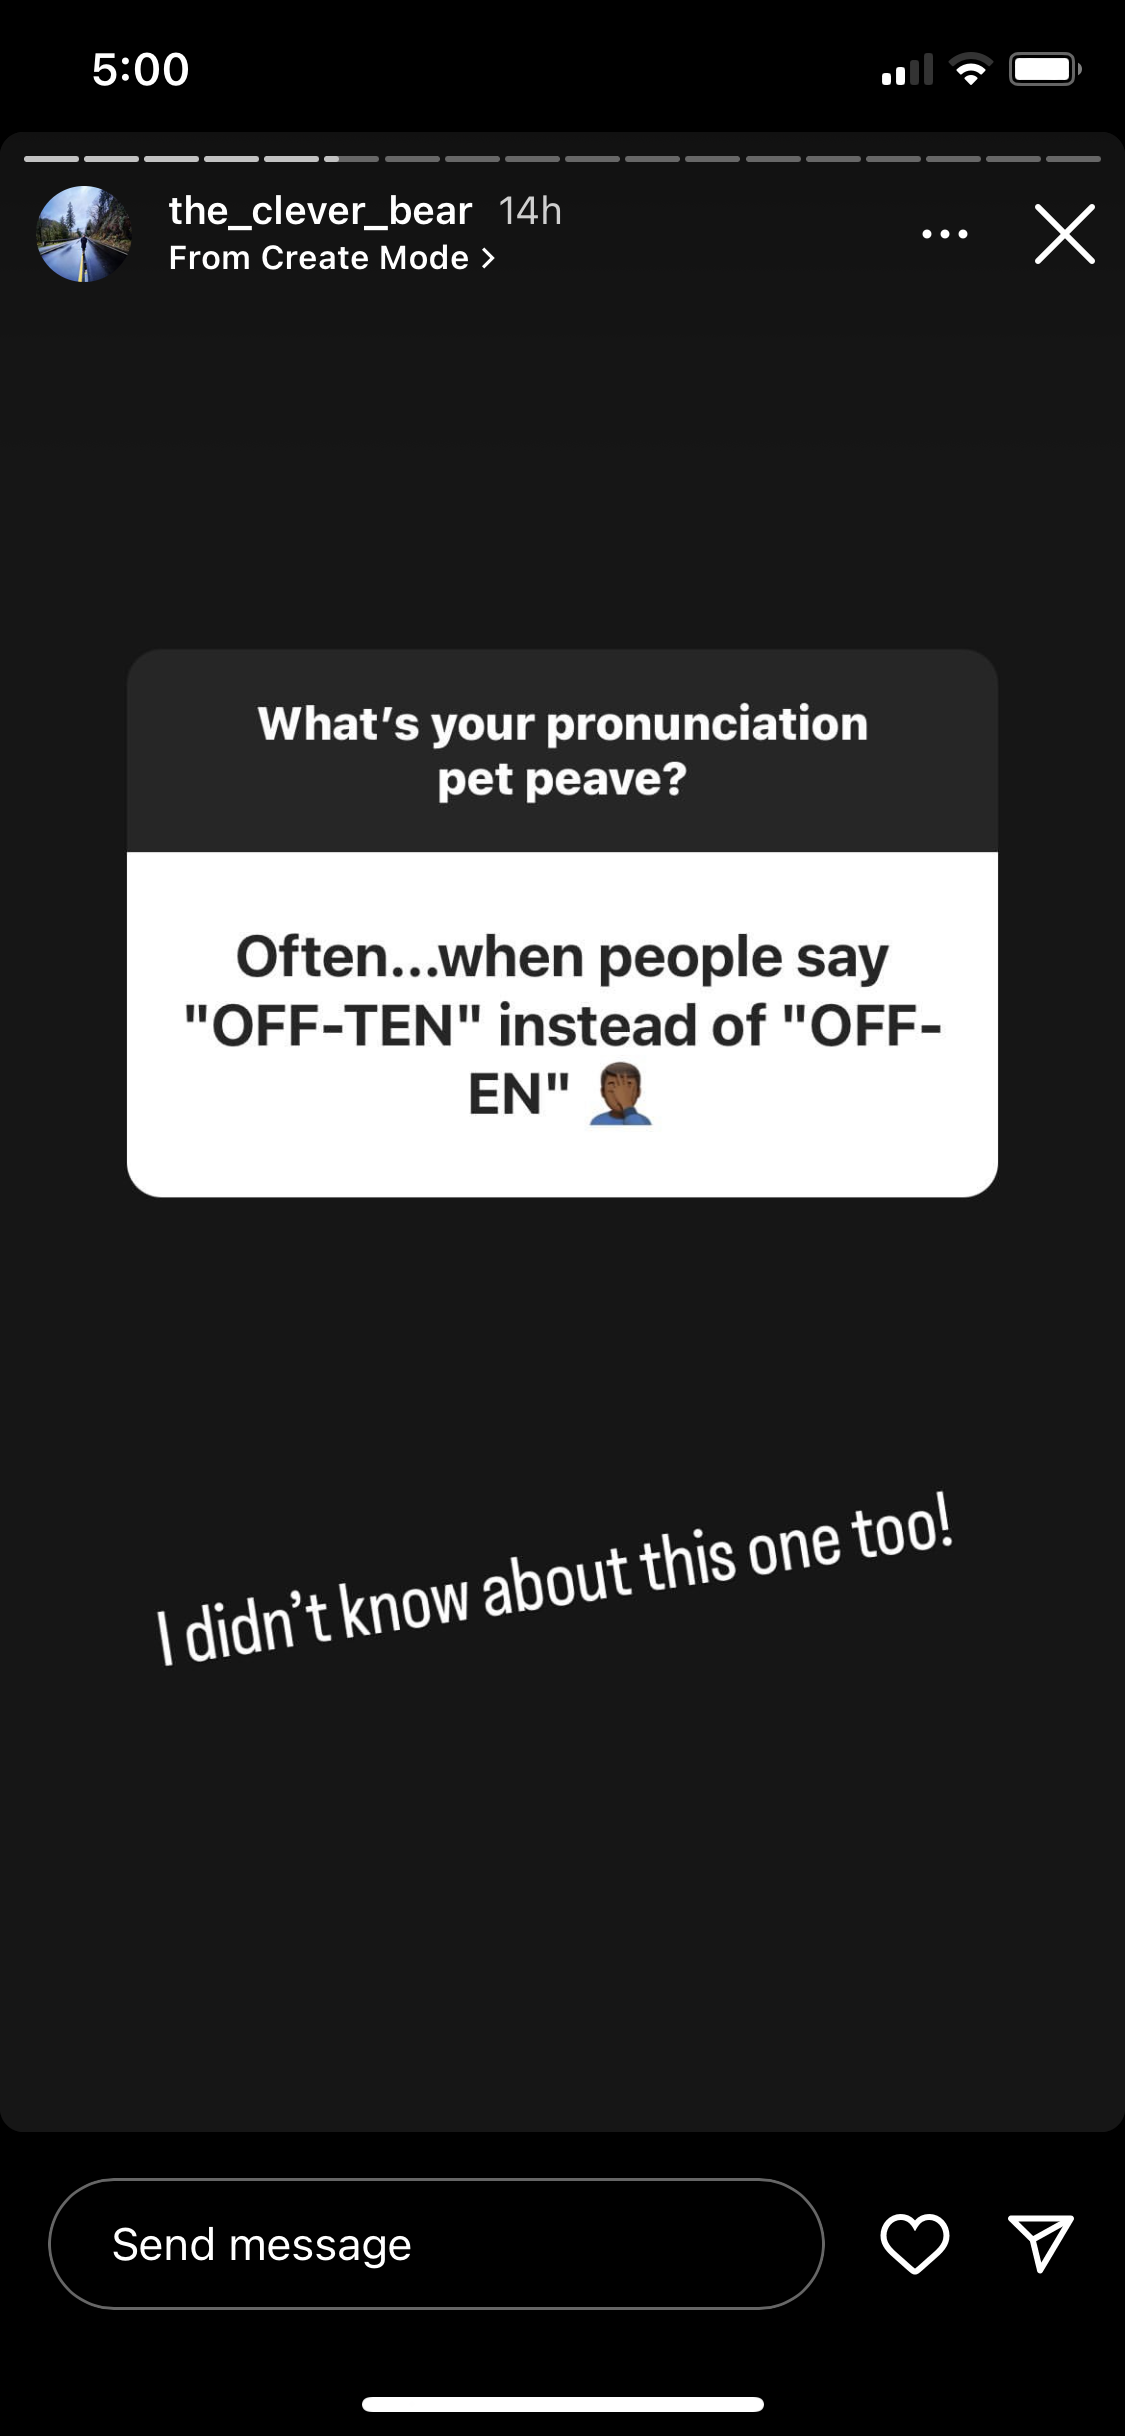 5:00
the_clever_bear 14h
From Create Mode >
What's your pronunciation
pet peave?
Often...when people say
"OFF-TEN" instead of "OFF-
EN" 🤦🏾‍♂️
I didn't know about this one too!
Send message